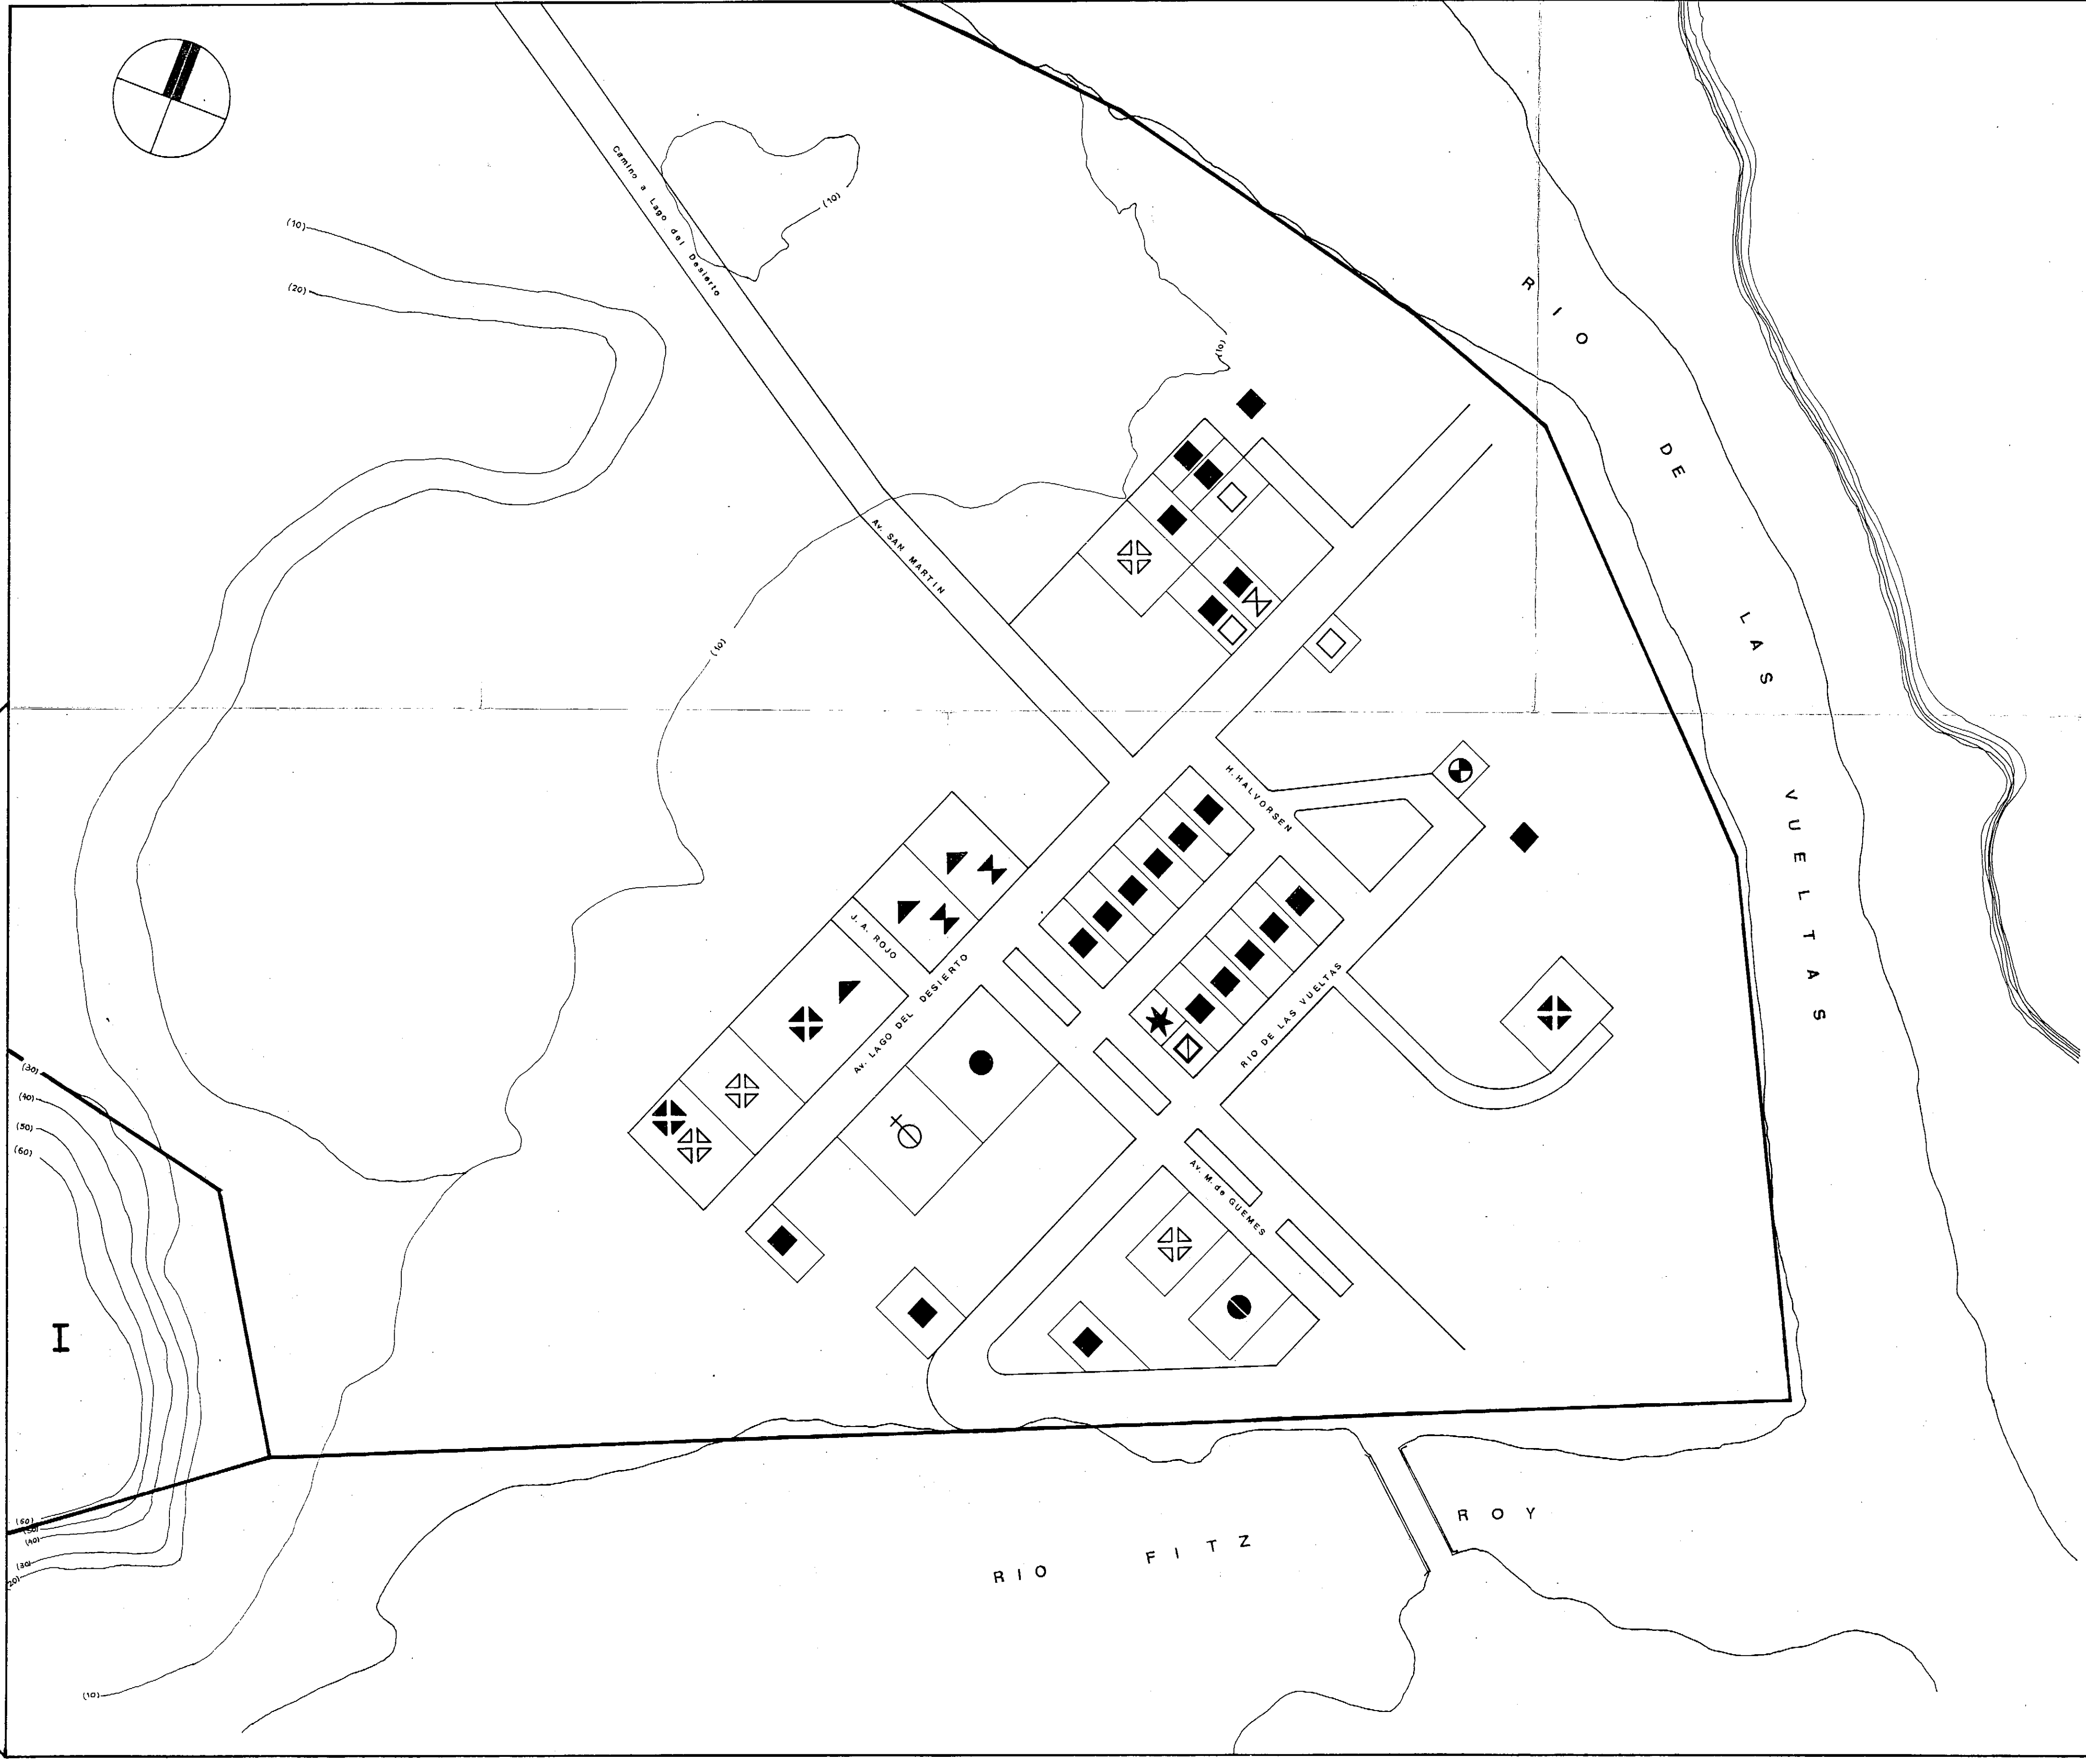 Camino a Lago del Desierto
(10)
(10)
(20)
(10)
RIO DE LAS VUELTAS
Av. SAN MARTIN
(10)
H. HALVORSEN
J. A. ROJO
Av. LAGO DEL DESIERTO
RIO DE LAS VUELTAS
Av. M. de GUEMES
(30)
(40)
(50)
(60)
I
(60)
(50)
(40)
(30)
(20)
(10)
RIO FITZ ROY